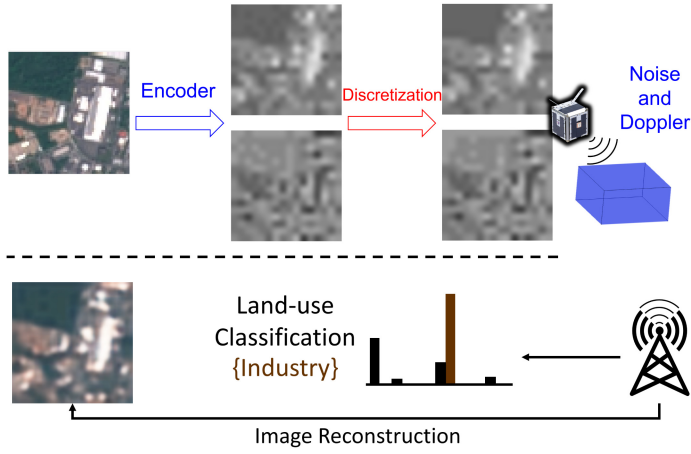 Encoder
Discretization
Noise
and
Doppler
Land-use
Classification
{Industry}
Image Reconstruction